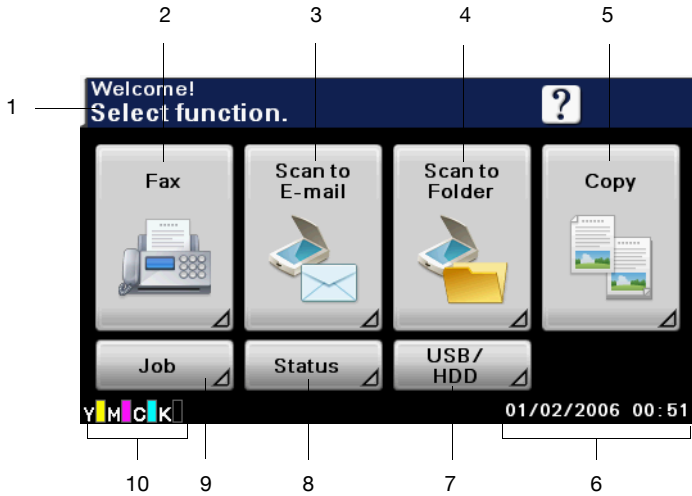 2 3 4 5
1
Welcome!
Select function.
?
Fax
Scan to
E-mail
Scan to
Folder
Copy
Job
Status
USB/
HDD
Y M C K
01/02/2006 00:51
10 9 8 7 6